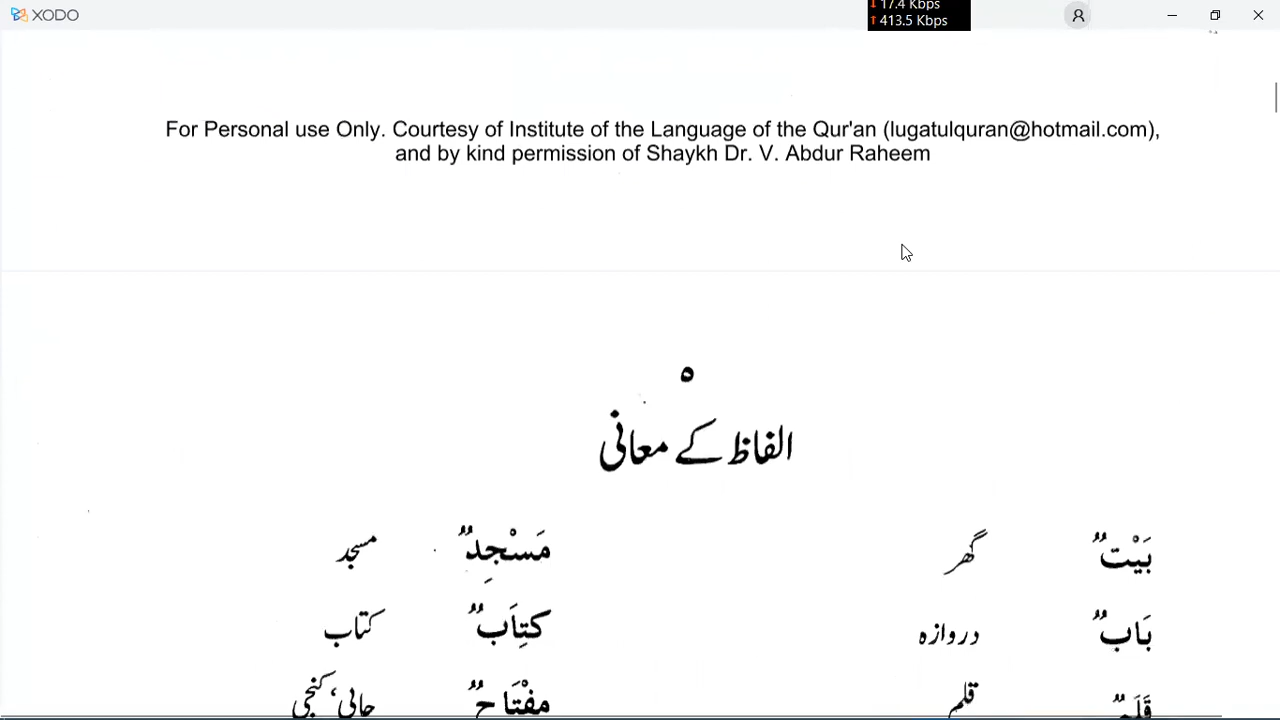 XODO
↓ 17.4 Kbps
↑ 413.5 Kbps
For Personal use Only. Courtesy of Institute of the Language of the Qur'an (lugatulquran@hotmail.com),
and by kind permission of Shaykh Dr. V. Abdur Raheem
۵
الفاظ کے معانی
بَيْتٌ گھر مَسْجِدٌ مسجد
بَابٌ دروازہ كِتَابٌ کتاب
قَلَمٌ قلم مِفْتَاحٌ چابی، کنجی